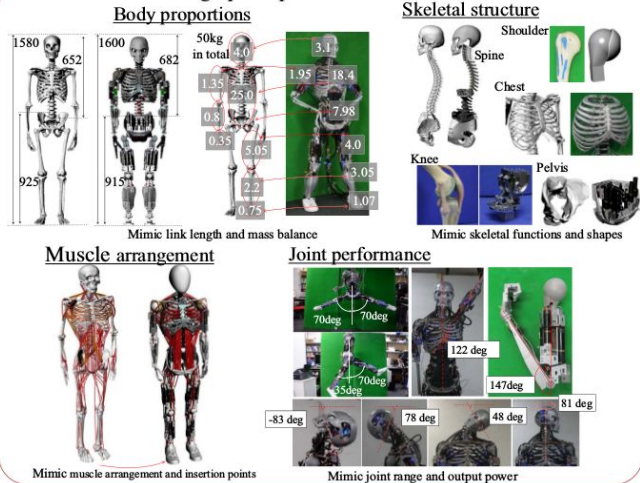 Body proportions
1580
652
1600
682
925
915
50kg
in total
4.0
3.1
1.95
18.4
1.35
25.0
7.98
0.8
0.35
4.0
5.05
3.05
2.2
0.75
1.07
Mimic link length and mass balance
Skeletal structure
Shoulder
Spine
Chest
Knee
Pelvis
Mimic skeletal functions and shapes
Muscle arrangement
Mimic muscle arrangement and insertion points
Joint performance
70deg
70deg
70deg
35deg
122 deg
147deg
-83 deg
78 deg
48 deg
81 deg
Mimic joint range and output power